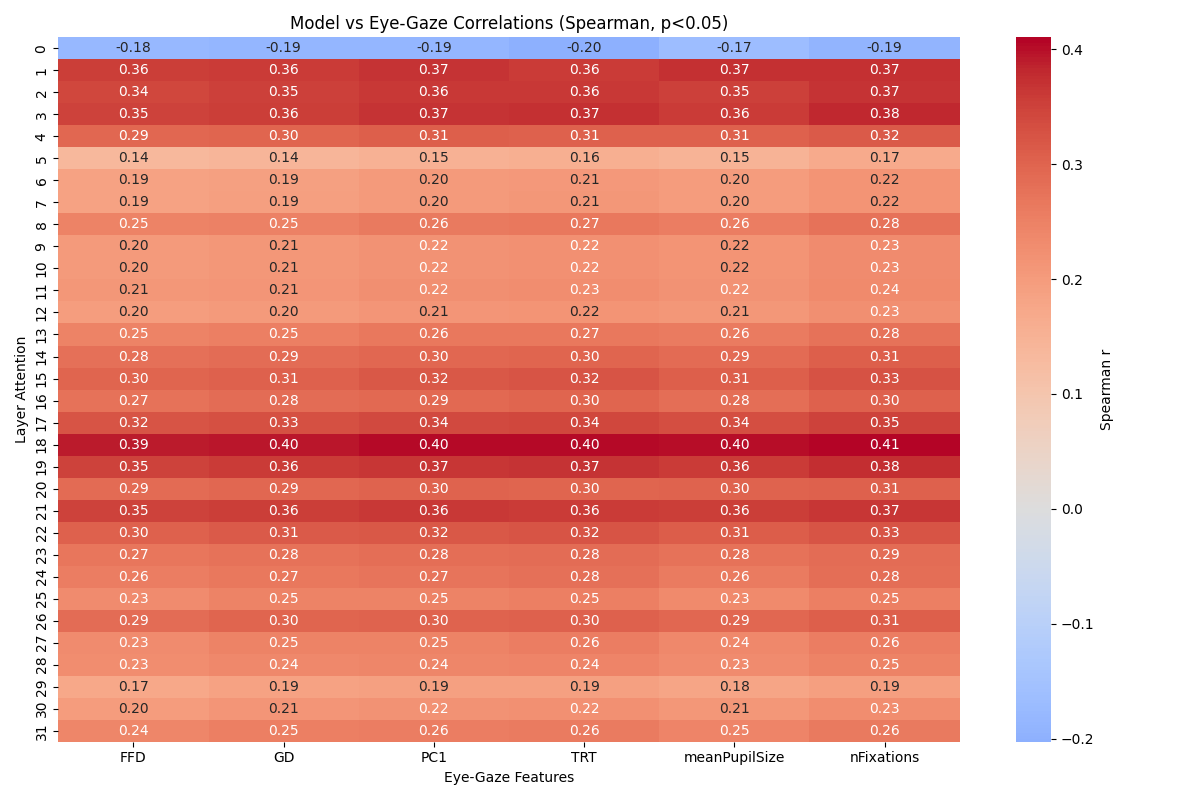 Model vs Eye-Gaze Correlations (Spearman, p<0.05)
0 -0.18 -0.19 -0.19 -0.20 -0.17 -0.19
1 0.36 0.36 0.37 0.36 0.37 0.37
2 0.34 0.35 0.36 0.36 0.35 0.37
3 0.35 0.36 0.37 0.37 0.36 0.38
4 0.29 0.30 0.31 0.31 0.31 0.32
5 0.14 0.14 0.15 0.16 0.15 0.17
6 0.19 0.19 0.20 0.21 0.20 0.22
7 0.19 0.19 0.20 0.21 0.20 0.22
8 0.25 0.25 0.26 0.27 0.26 0.28
9 0.20 0.21 0.22 0.22 0.22 0.23
10 0.20 0.21 0.22 0.22 0.22 0.23
11 0.21 0.21 0.22 0.23 0.22 0.24
12 0.20 0.20 0.21 0.22 0.21 0.23
13 0.25 0.25 0.26 0.27 0.26 0.28
14 0.28 0.29 0.30 0.30 0.29 0.31
15 0.30 0.31 0.32 0.32 0.31 0.33
16 0.27 0.28 0.29 0.30 0.28 0.30
17 0.32 0.33 0.34 0.34 0.34 0.35
18 0.39 0.40 0.40 0.40 0.40 0.41
19 0.35 0.36 0.37 0.37 0.36 0.38
20 0.29 0.29 0.30 0.30 0.30 0.31
21 0.35 0.36 0.36 0.36 0.36 0.37
22 0.30 0.31 0.32 0.32 0.31 0.33
23 0.27 0.28 0.28 0.28 0.28 0.29
24 0.26 0.27 0.27 0.28 0.26 0.28
25 0.23 0.25 0.25 0.25 0.23 0.25
26 0.29 0.30 0.30 0.30 0.29 0.31
27 0.23 0.25 0.25 0.26 0.24 0.26
28 0.23 0.24 0.24 0.24 0.23 0.25
29 0.17 0.19 0.19 0.19 0.18 0.19
30 0.20 0.21 0.22 0.22 0.21 0.23
31 0.24 0.25 0.26 0.26 0.25 0.26
FFD GD PC1 TRT meanPupilSize nFixations
Eye-Gaze Features
Layer Attention
0.4
0.3
0.2
0.1
0.0
−0.1
−0.2
Spearman r